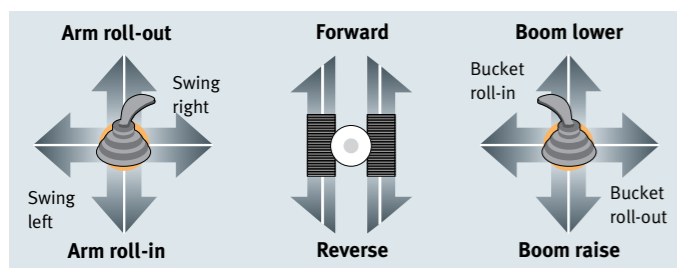 Arm roll-out
Swing
right
Swing
left
Arm roll-in
Forward
Reverse
Boom lower
Bucket
roll-in
Bucket
roll-out
Boom raise